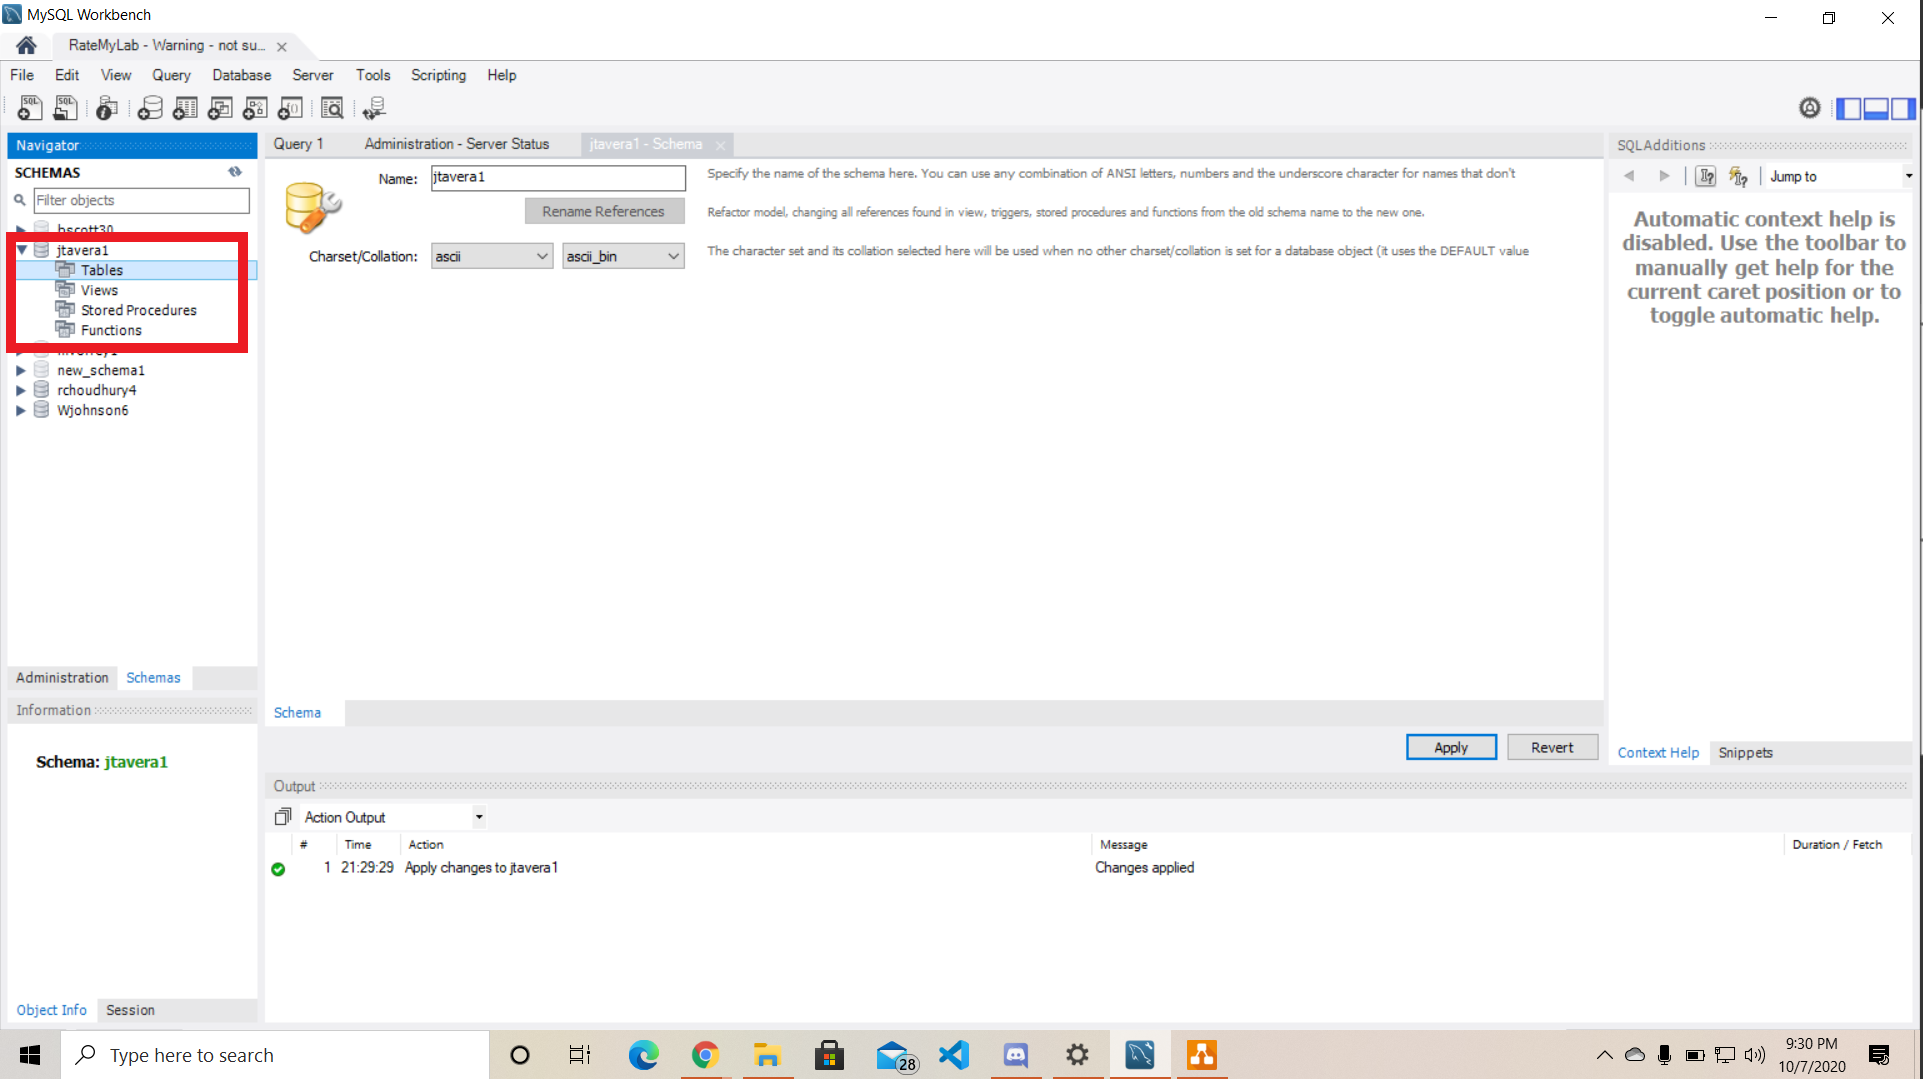 MySQL Workbench
RateMyLab - Warning - not su...
File Edit View Query Database Server Tools Scripting Help
Navigator
SCHEMAS
Filter objects
bscott30
jtavera1
Tables
Views
Stored Procedures
Functions
new_schema1
rchoudhury4
Wjohnson6
Administration Schemas
Information
Schema: jtavera1
Object Info Session
Query 1 Administration - Server Status jtavera1 - Schema
Name: jtavera1 Specify the name of the schema here. You can use any combination of ANSI letters, numbers and the underscore character for names that don't
Rename References Refactor model, changing all references found in view, triggers, stored procedures and functions from the old schema name to the new one.
Charset/Collation: ascii ascii_bin The character set and its collation selected here will be used when no other charset/collation is set for a database object (it uses the DEFAULT value
Schema
Apply Revert
Output
Action Output
# Time Action Message Duration / Fetch
1 21:29:29 Apply changes to jtavera1 Changes applied
SQLAdditions
Jump to
Automatic context help is
disabled. Use the toolbar to
manually get help for the
current caret position or to
toggle automatic help.
Context Help Snippets
Type here to search
28
9:30 PM
10/7/2020